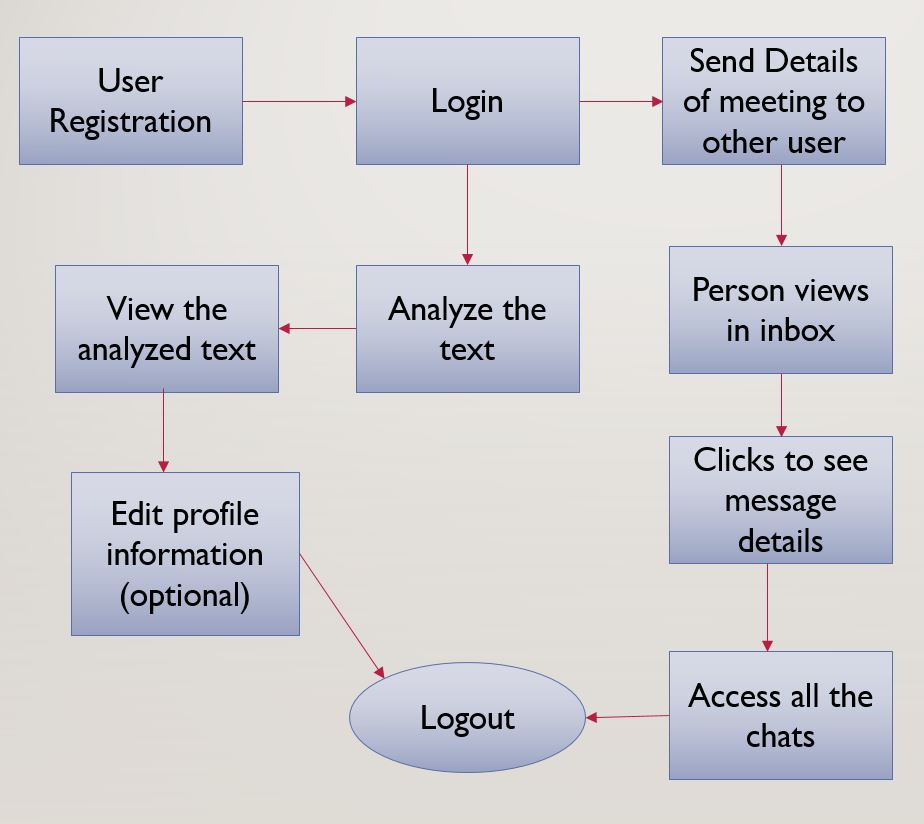 User
Registration
Login
Send Details
of meeting to
other user
View the
analyzed text
Analyze the
text
Person views
in inbox
Clicks to see
message
details
Edit profile
information
(optional)
Logout
Access all the
chats